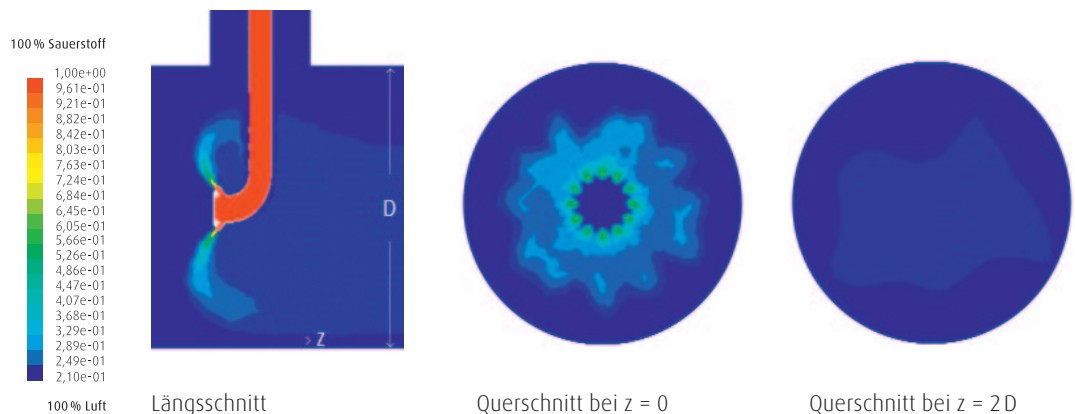 100 % Sauerstoff
1,00e+00
9,61e-01
9,21e-01
8,82e-01
8,42e-01
8,03e-01
7,63e-01
7,24e-01
6,84e-01
6,45e-01
6,05e-01
5,66e-01
5,26e-01
4,86e-01
4,47e-01
4,07e-01
3,68e-01
3,29e-01
2,89e-01
2,49e-01
2,10e-01
100 % Luft
D
> Z
Längsschnitt
Querschnitt bei z = 0
Querschnitt bei z = 2 D